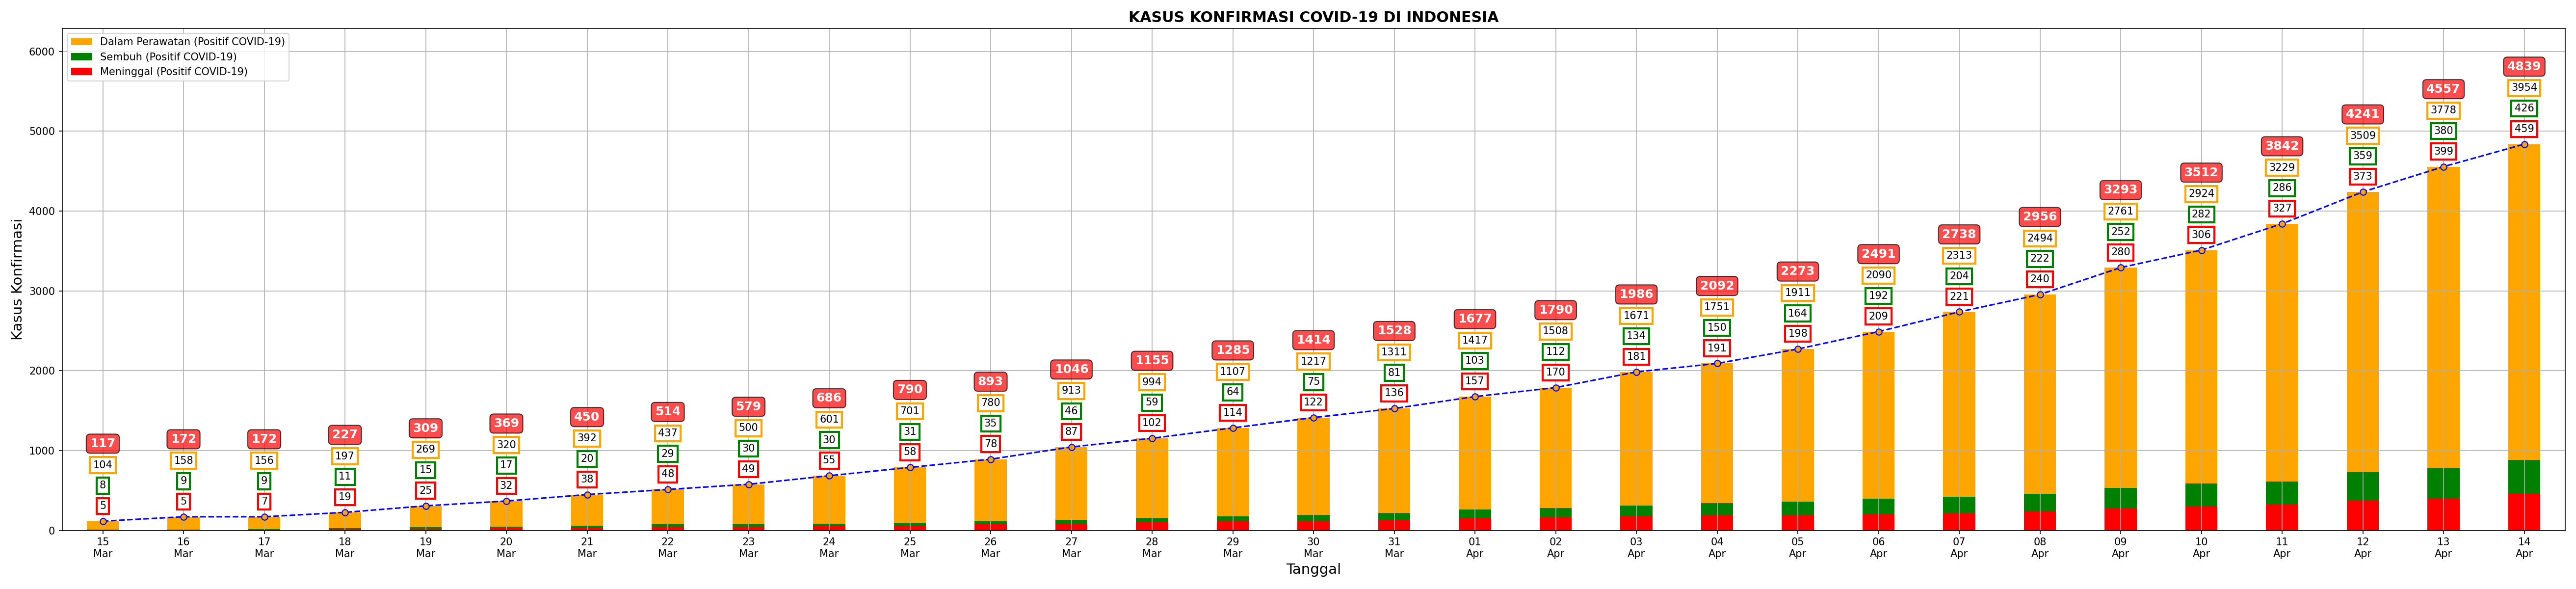 KASUS KONFIRMASI COVID-19 DI INDONESIA
Dalam Perawatan (Positif COVID-19)
Sembuh (Positif COVID-19)
Meninggal (Positif COVID-19)
Kasus Konfirmasi
6000
5000
4000
3000
2000
1000
0
117 172 172 227 309 369 450 514 579 686 790 893 1046 1155 1285 1414 1528 1677 1790 1986 2092 2273 2491 2738 2956 3293 3512 3842 4241 4557 4839
104 158 156 197 269 320 392 437 500 601 701 780 913 994 1107 1217 1311 1417 1508 1671 1751 1911 2090 2313 2494 2761 2924 3229 3509 3778 3954
8 9 9 11 15 17 20 29 30 30 31 35 46 59 64 75 81 103 112 134 150 164 192 204 222 252 282 286 359 380 426
5 5 7 19 25 32 38 48 49 55 58 78 87 102 114 122 136 157 170 181 191 198 209 221 240 280 306 327 373 399 459
15 16 17 18 19 20 21 22 23 24 25 26 27 28 29 30 31 01 02 03 04 05 06 07 08 09 10 11 12 13 14
Mar Mar Mar Mar Mar Mar Mar Mar Mar Mar Mar Mar Mar Mar Mar Mar Mar Apr Apr Apr Apr Apr Apr Apr Apr Apr Apr Apr Apr Apr Apr
Tanggal